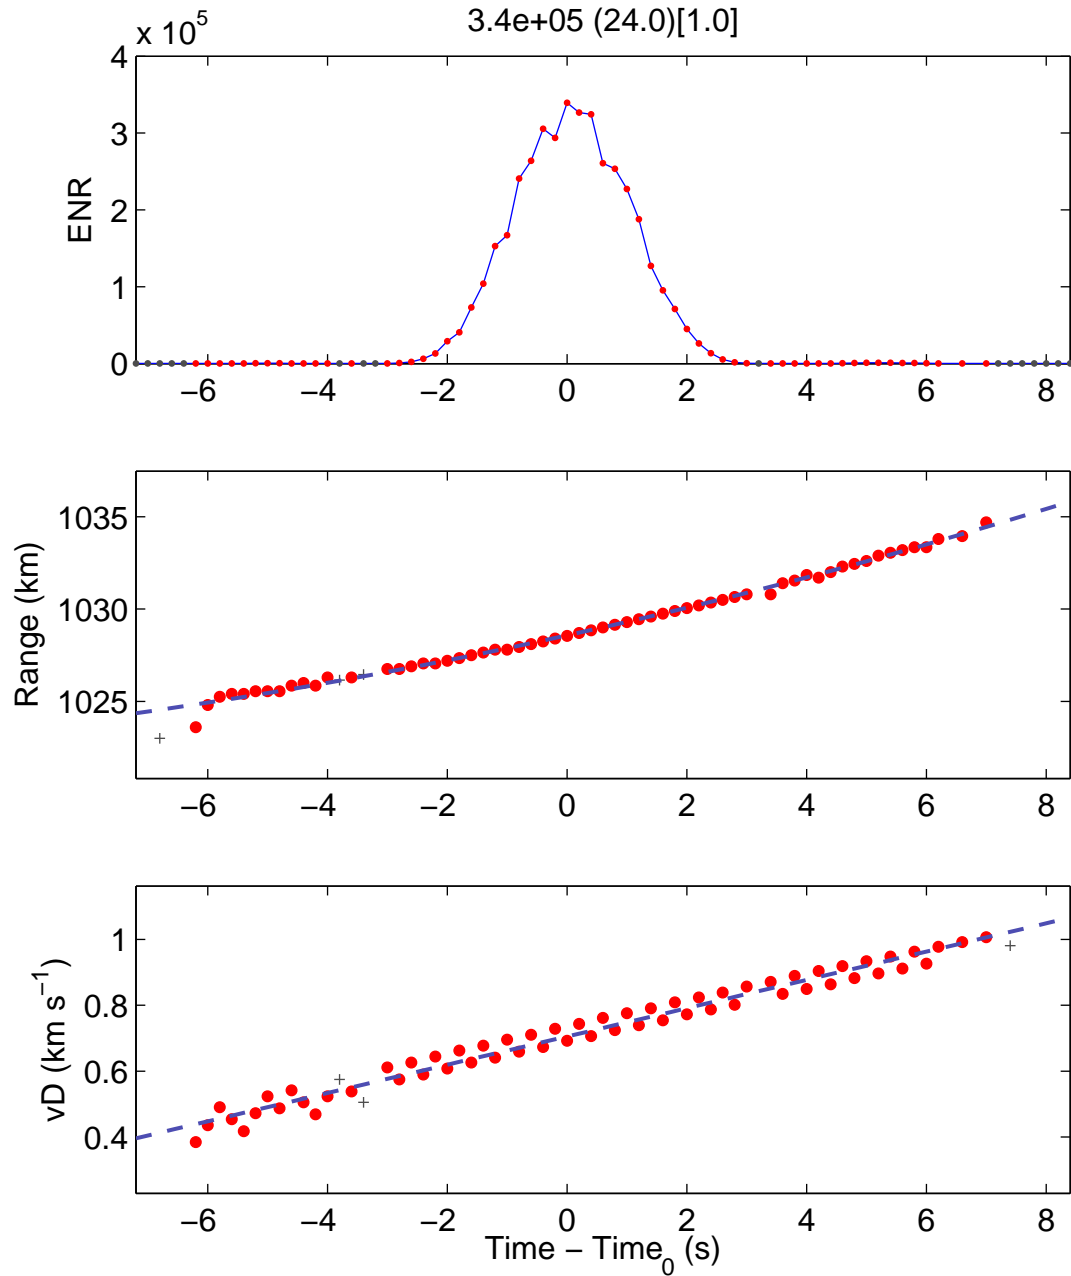 3.4e+05 (24.0)[1.0]
x 10^5
4
3
2
1
0
ENR
−6 −4 −2 0 2 4 6 8
1035
1030
1025
Range (km)
−6 −4 −2 0 2 4 6 8
1
0.8
0.6
0.4
vD (km s^−1)
−6 −4 −2 0 2 4 6 8
Time − Time_0 (s)